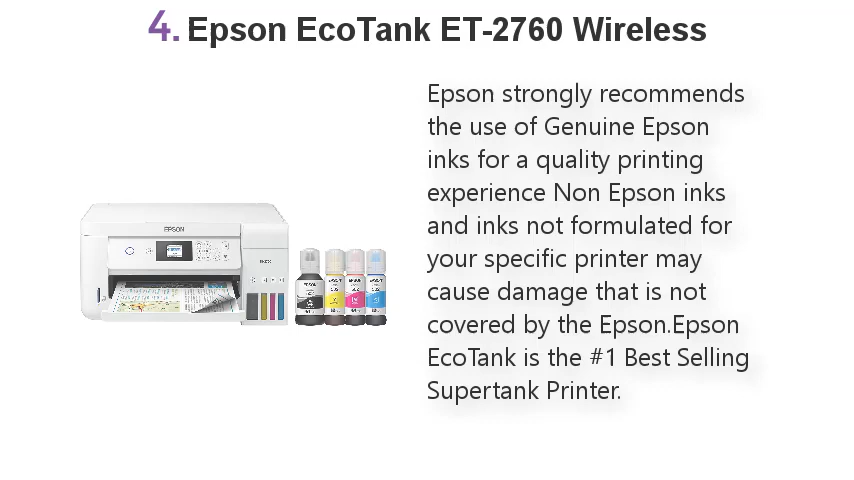 4. Epson EcoTank ET-2760 Wireless
Epson strongly recommends
the use of Genuine Epson
inks for a quality printing
experience Non Epson inks
and inks not formulated for
your specific printer may
cause damage that is not
covered by the Epson.Epson
EcoTank is the #1 Best Selling
Supertank Printer.
EPSON
EPSON